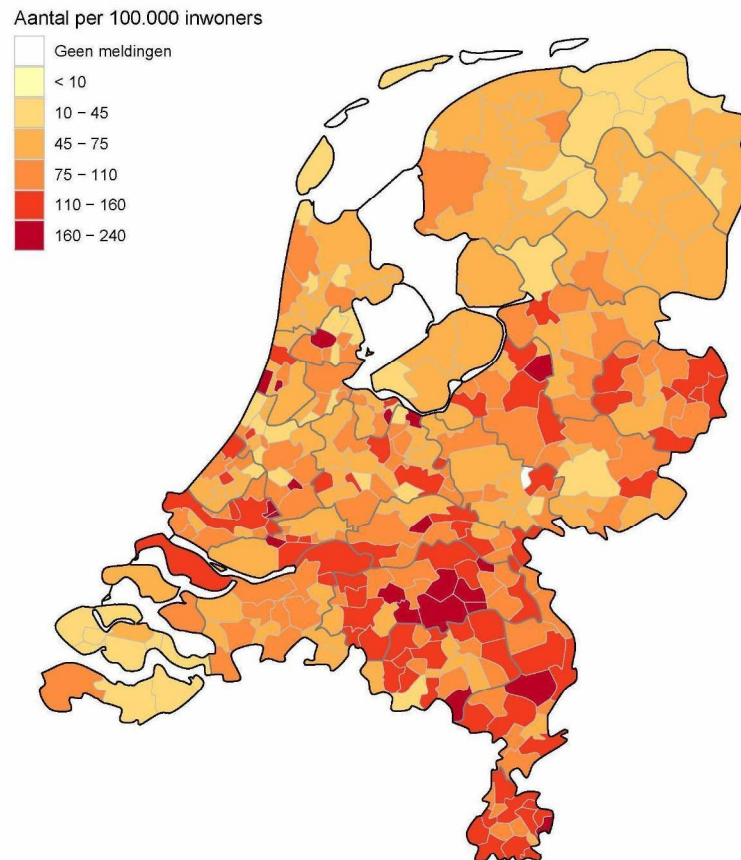 Aantal per 100.000 inwoners
Geen meldingen
< 10
10 – 45
45 – 75
75 – 110
110 – 160
160 – 240